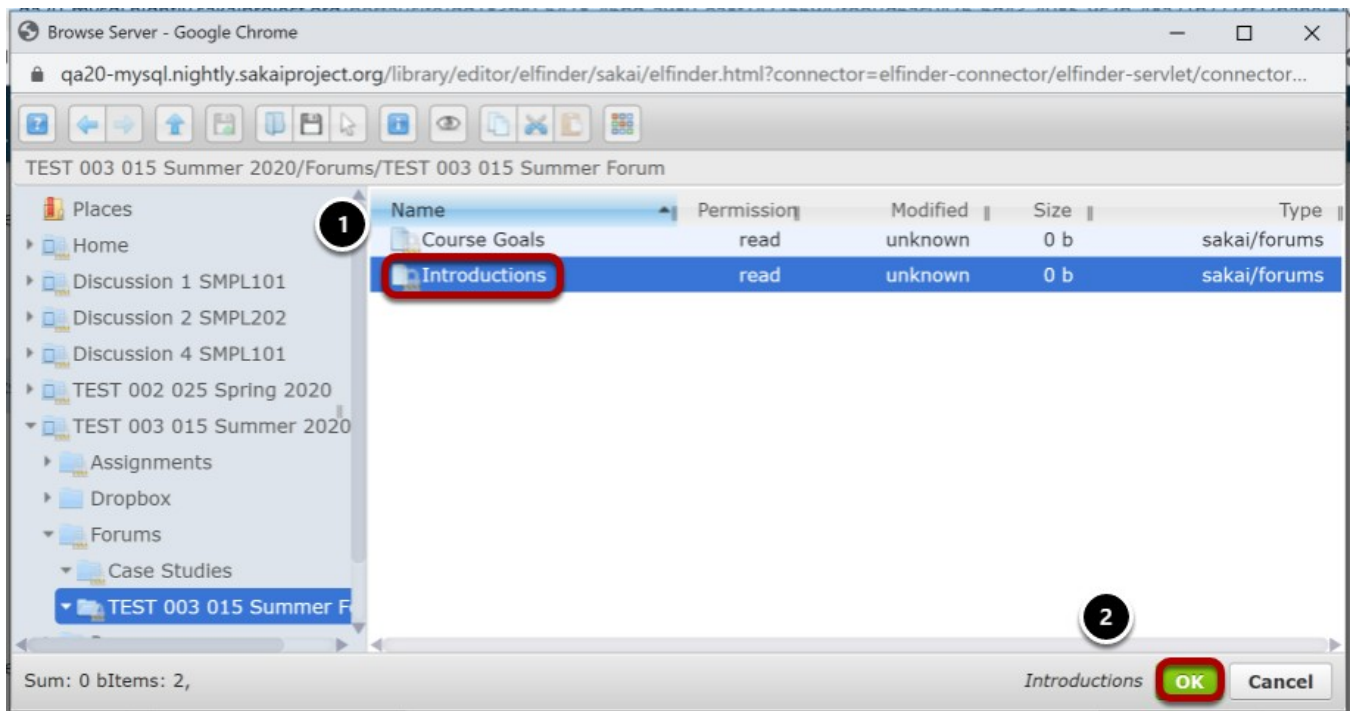 Browse Server - Google Chrome
qa20-mysql.nightly.sakaiproject.org/library/editor/elfinder/sakai/elfinder.html?connector=elfinder-connector/elfinder-servlet/connector...
TEST 003 015 Summer 2020/Forums/TEST 003 015 Summer Forum
Places
Home
Discussion 1 SMPL101
Discussion 2 SMPL202
Discussion 4 SMPL101
TEST 002 025 Spring 2020
TEST 003 015 Summer 2020
Assignments
Dropbox
Forums
Case Studies
TEST 003 015 Summer F
1
Name Permission Modified Size Type
Course Goals read unknown 0 b sakai/forums
Introductions read unknown 0 b sakai/forums
2
Sum: 0 bItems: 2, Introductions OK Cancel